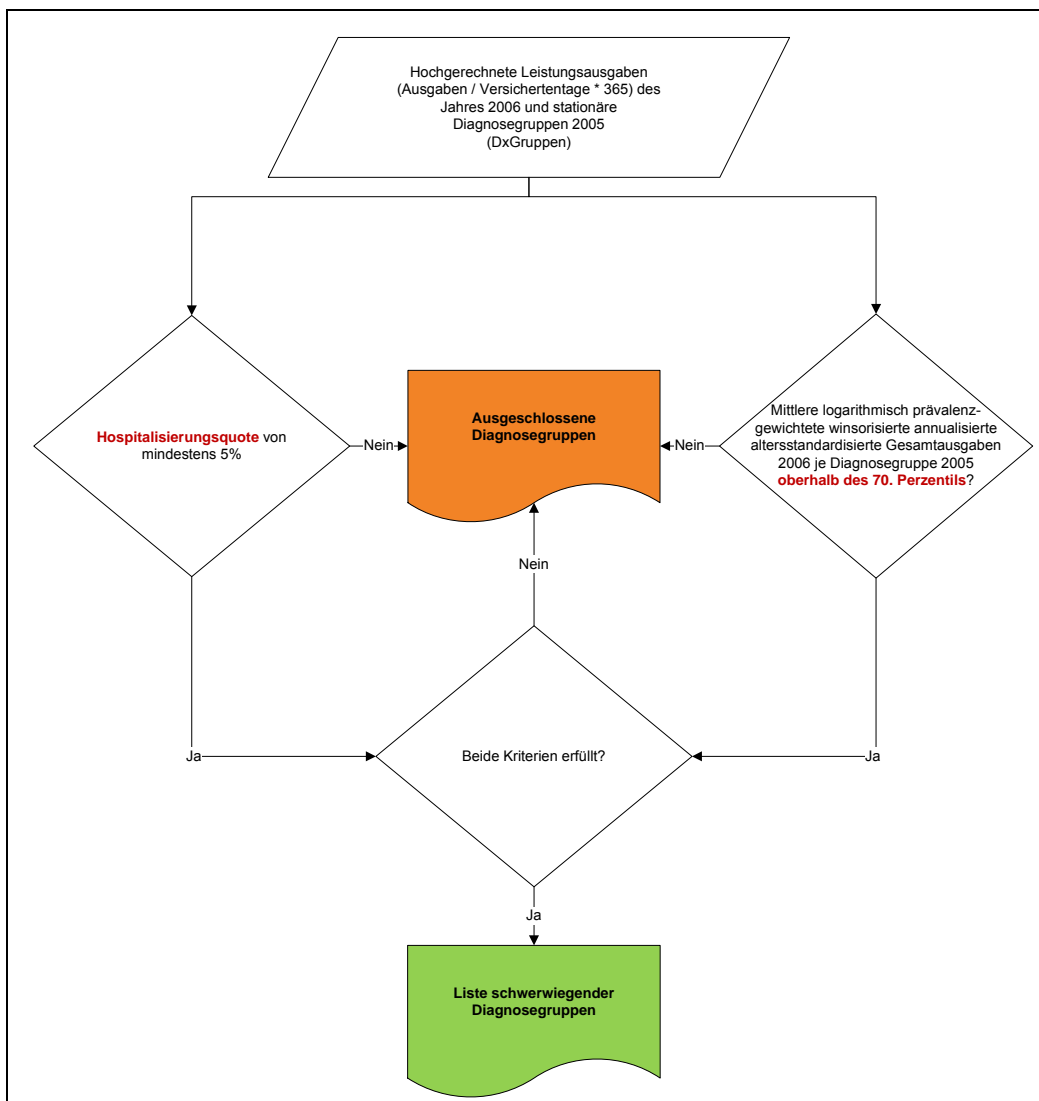 Hochgerechnete Leistungsausgaben
(Ausgaben / Versichertentage * 365) des
Jahres 2006 und stationäre
Diagnosegruppen 2005
(DxGruppen)
Hospitalisierungsquote von
mindestens 5%
Nein
Ausgeschlossene
Diagnosegruppen
Nein
Mittlere logarithmisch prävalenz-
gewichtete winsorisierte annualisierte
altersstandardisierte Gesamtausgaben
2006 je Diagnosegruppe 2005
oberhalb des 70. Perzentils?
Nein
Ja
Beide Kriterien erfüllt?
Ja
Ja
Liste schwerwiegender
Diagnosegruppen